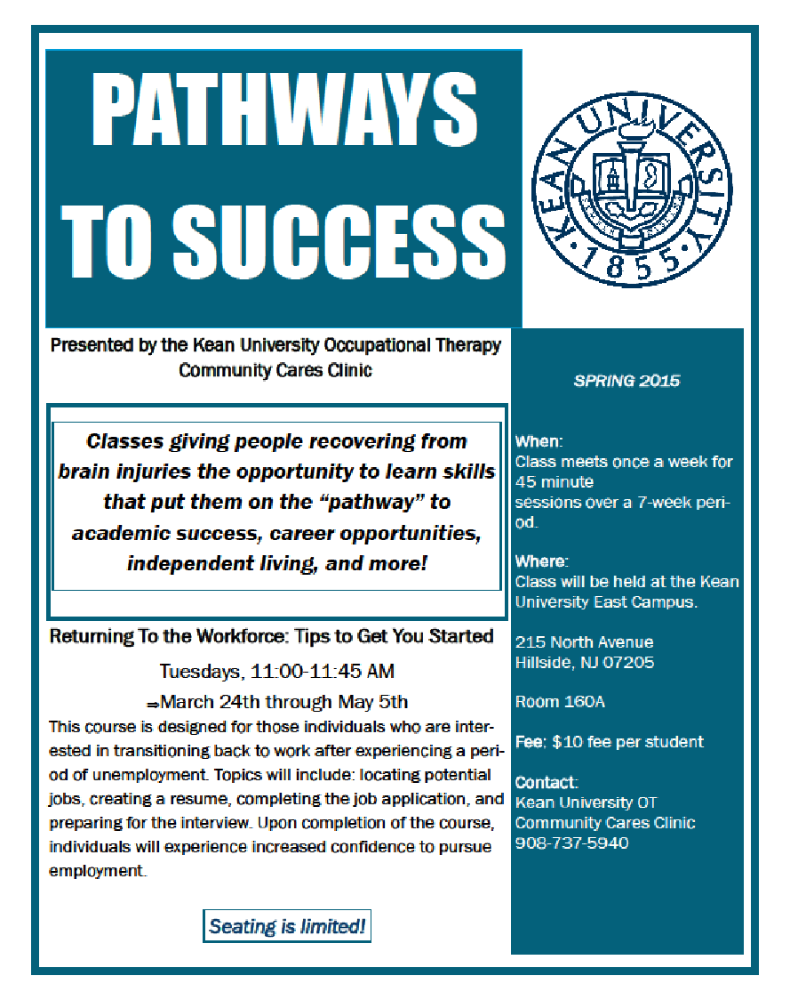 PATHWAYS
TO SUCCESS
KEAN UNIVERSITY
1855
Presented by the Kean University Occupational Therapy
Community Cares Clinic
Classes giving people recovering from
brain injuries the opportunity to learn skills
that put them on the “pathway” to
academic success, career opportunities,
independent living, and more!
Returning To the Workforce: Tips to Get You Started
Tuesdays, 11:00-11:45 AM
⇒March 24th through May 5th
This course is designed for those individuals who are inter-
ested in transitioning back to work after experiencing a peri-
od of unemployment. Topics will include: locating potential
jobs, creating a resume, completing the job application, and
preparing for the interview. Upon completion of the course,
individuals will experience increased confidence to pursue
employment.
Seating is limited!
SPRING 2015
When:
Class meets once a week for
45 minute
sessions over a 7-week peri-
od.
Where:
Class will be held at the Kean
University East Campus.
215 North Avenue
Hillside, NJ 07205
Room 160A
Fee: $10 fee per student
Contact:
Kean University OT
Community Cares Clinic
908-737-5940